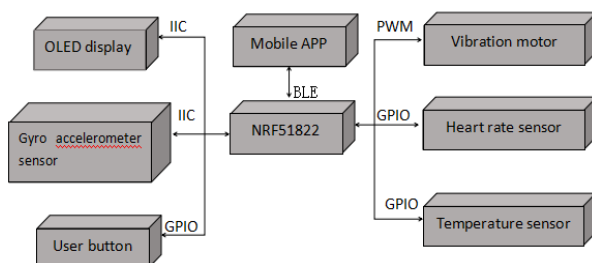 IIC
OLED display
Mobile APP
PWM
Vibration motor
BLE
Gyro accelerometer
sensor
IIC
NRF51822
GPIO
Heart rate sensor
GPIO
User button
GPIO
Temperature sensor